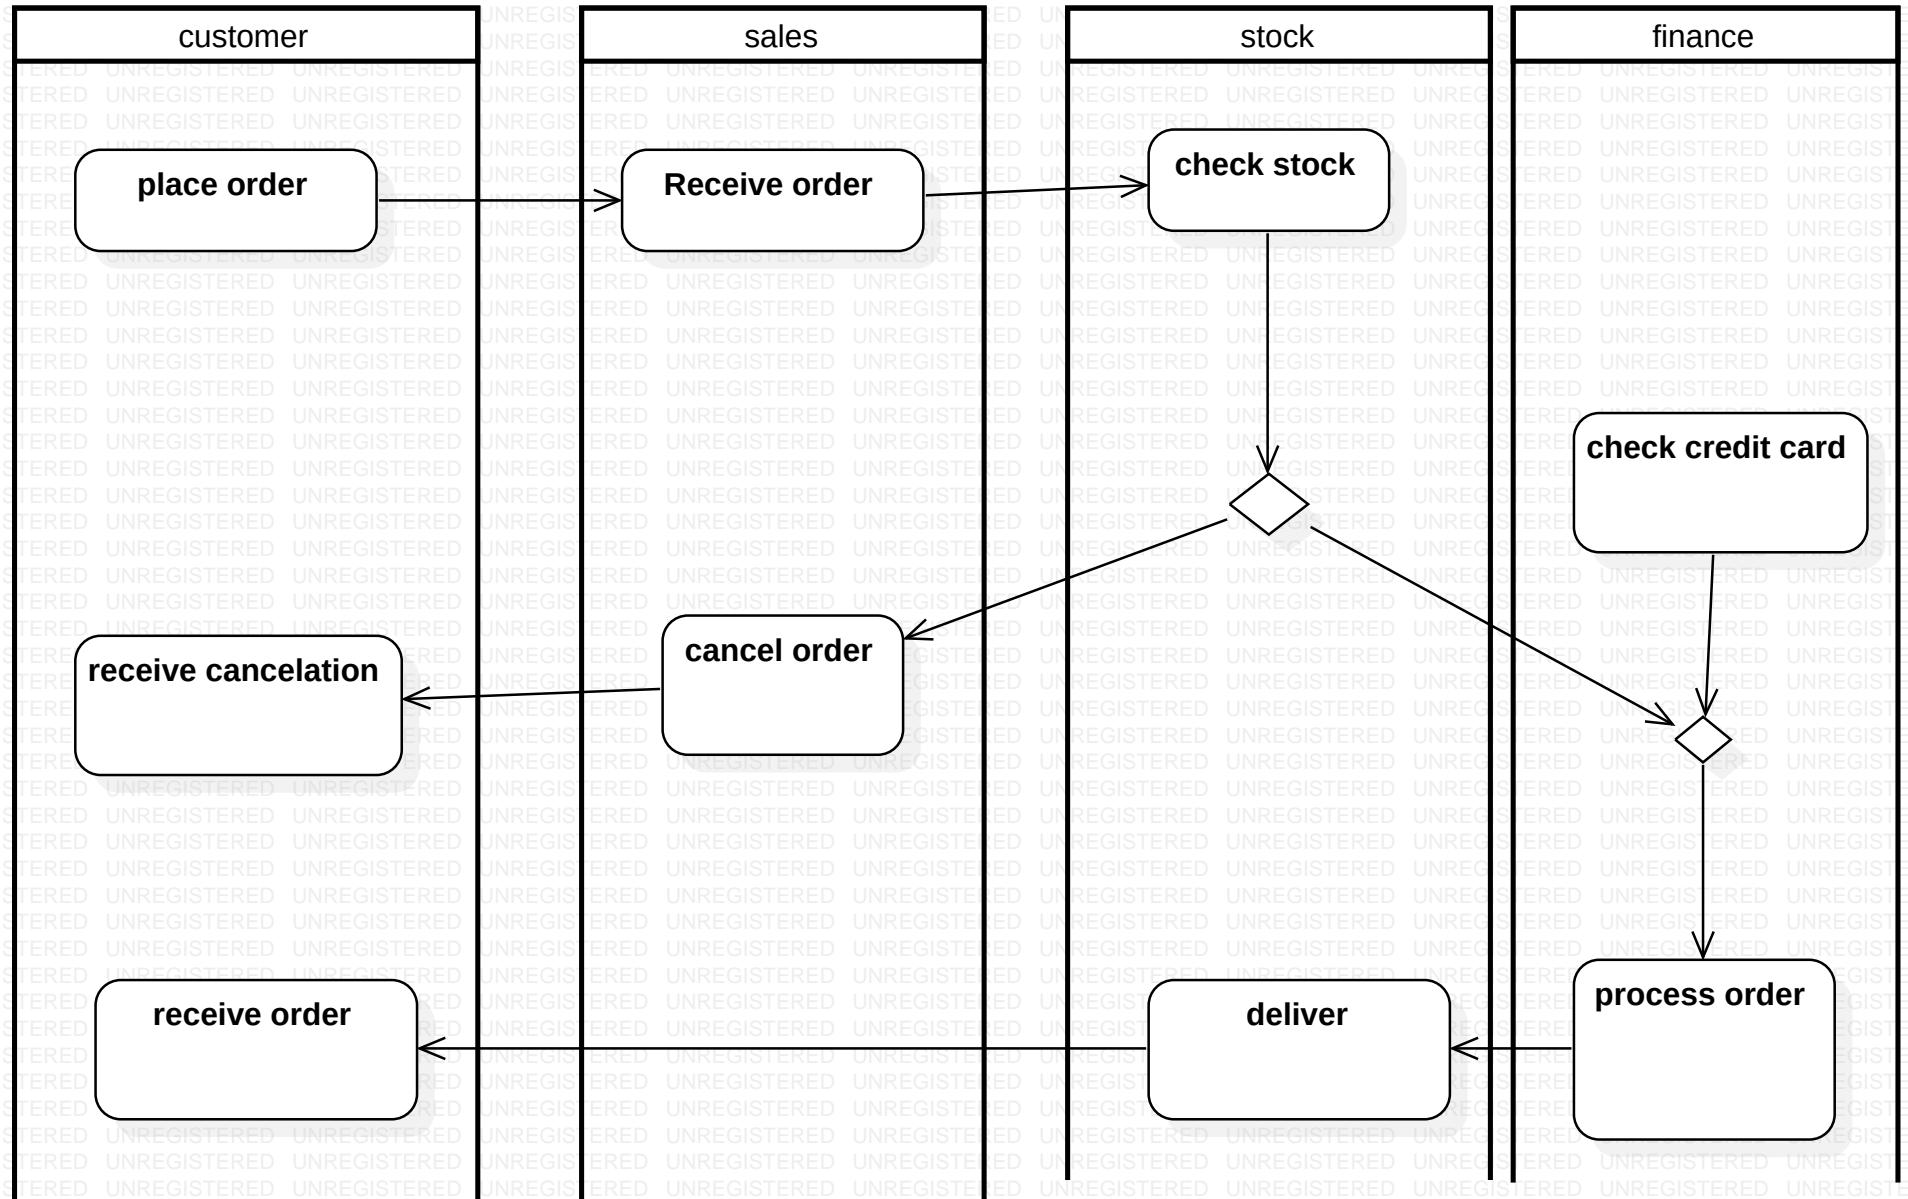 customer
sales
stock
finance
place order
Receive order
check stock
check credit card
cancel order
receive cancelation
process order
receive order
deliver
UNREGISTERED